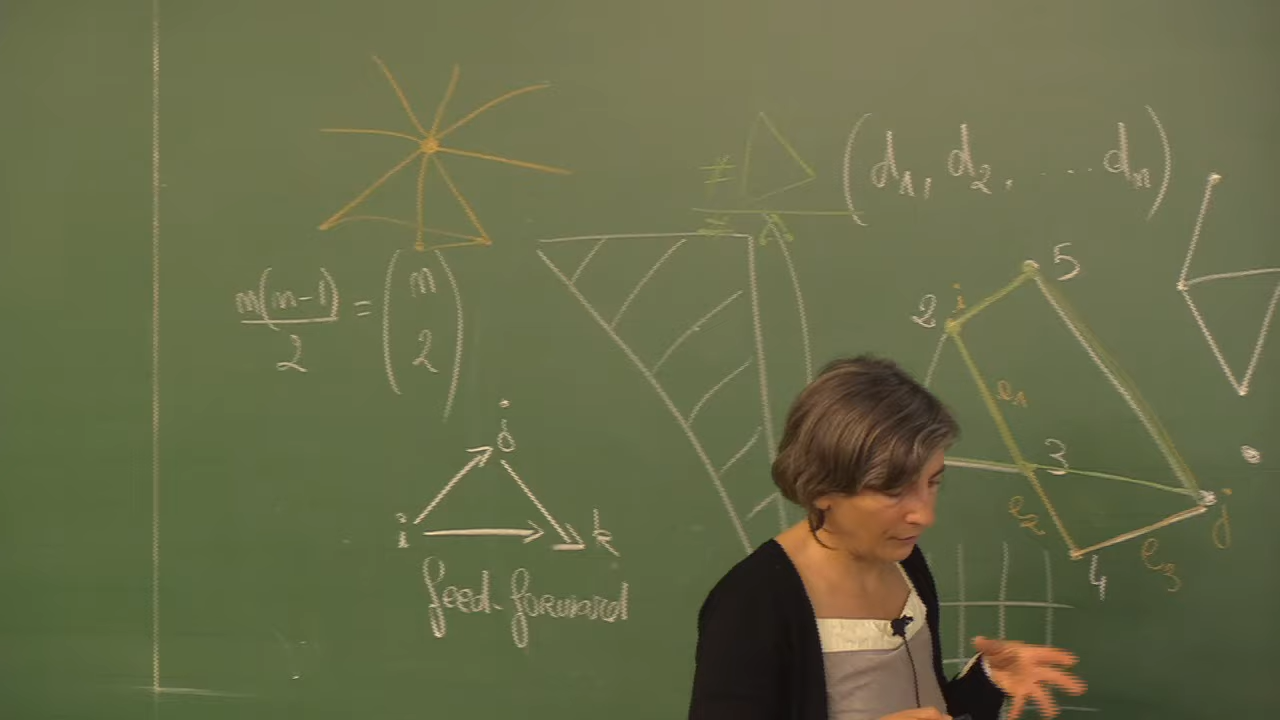 (d1, d2, ... dn)
n(n-1)/2 = (n 2)
j
i k
feed-forward
5
2 i
e1
3
e2 j
e3
4